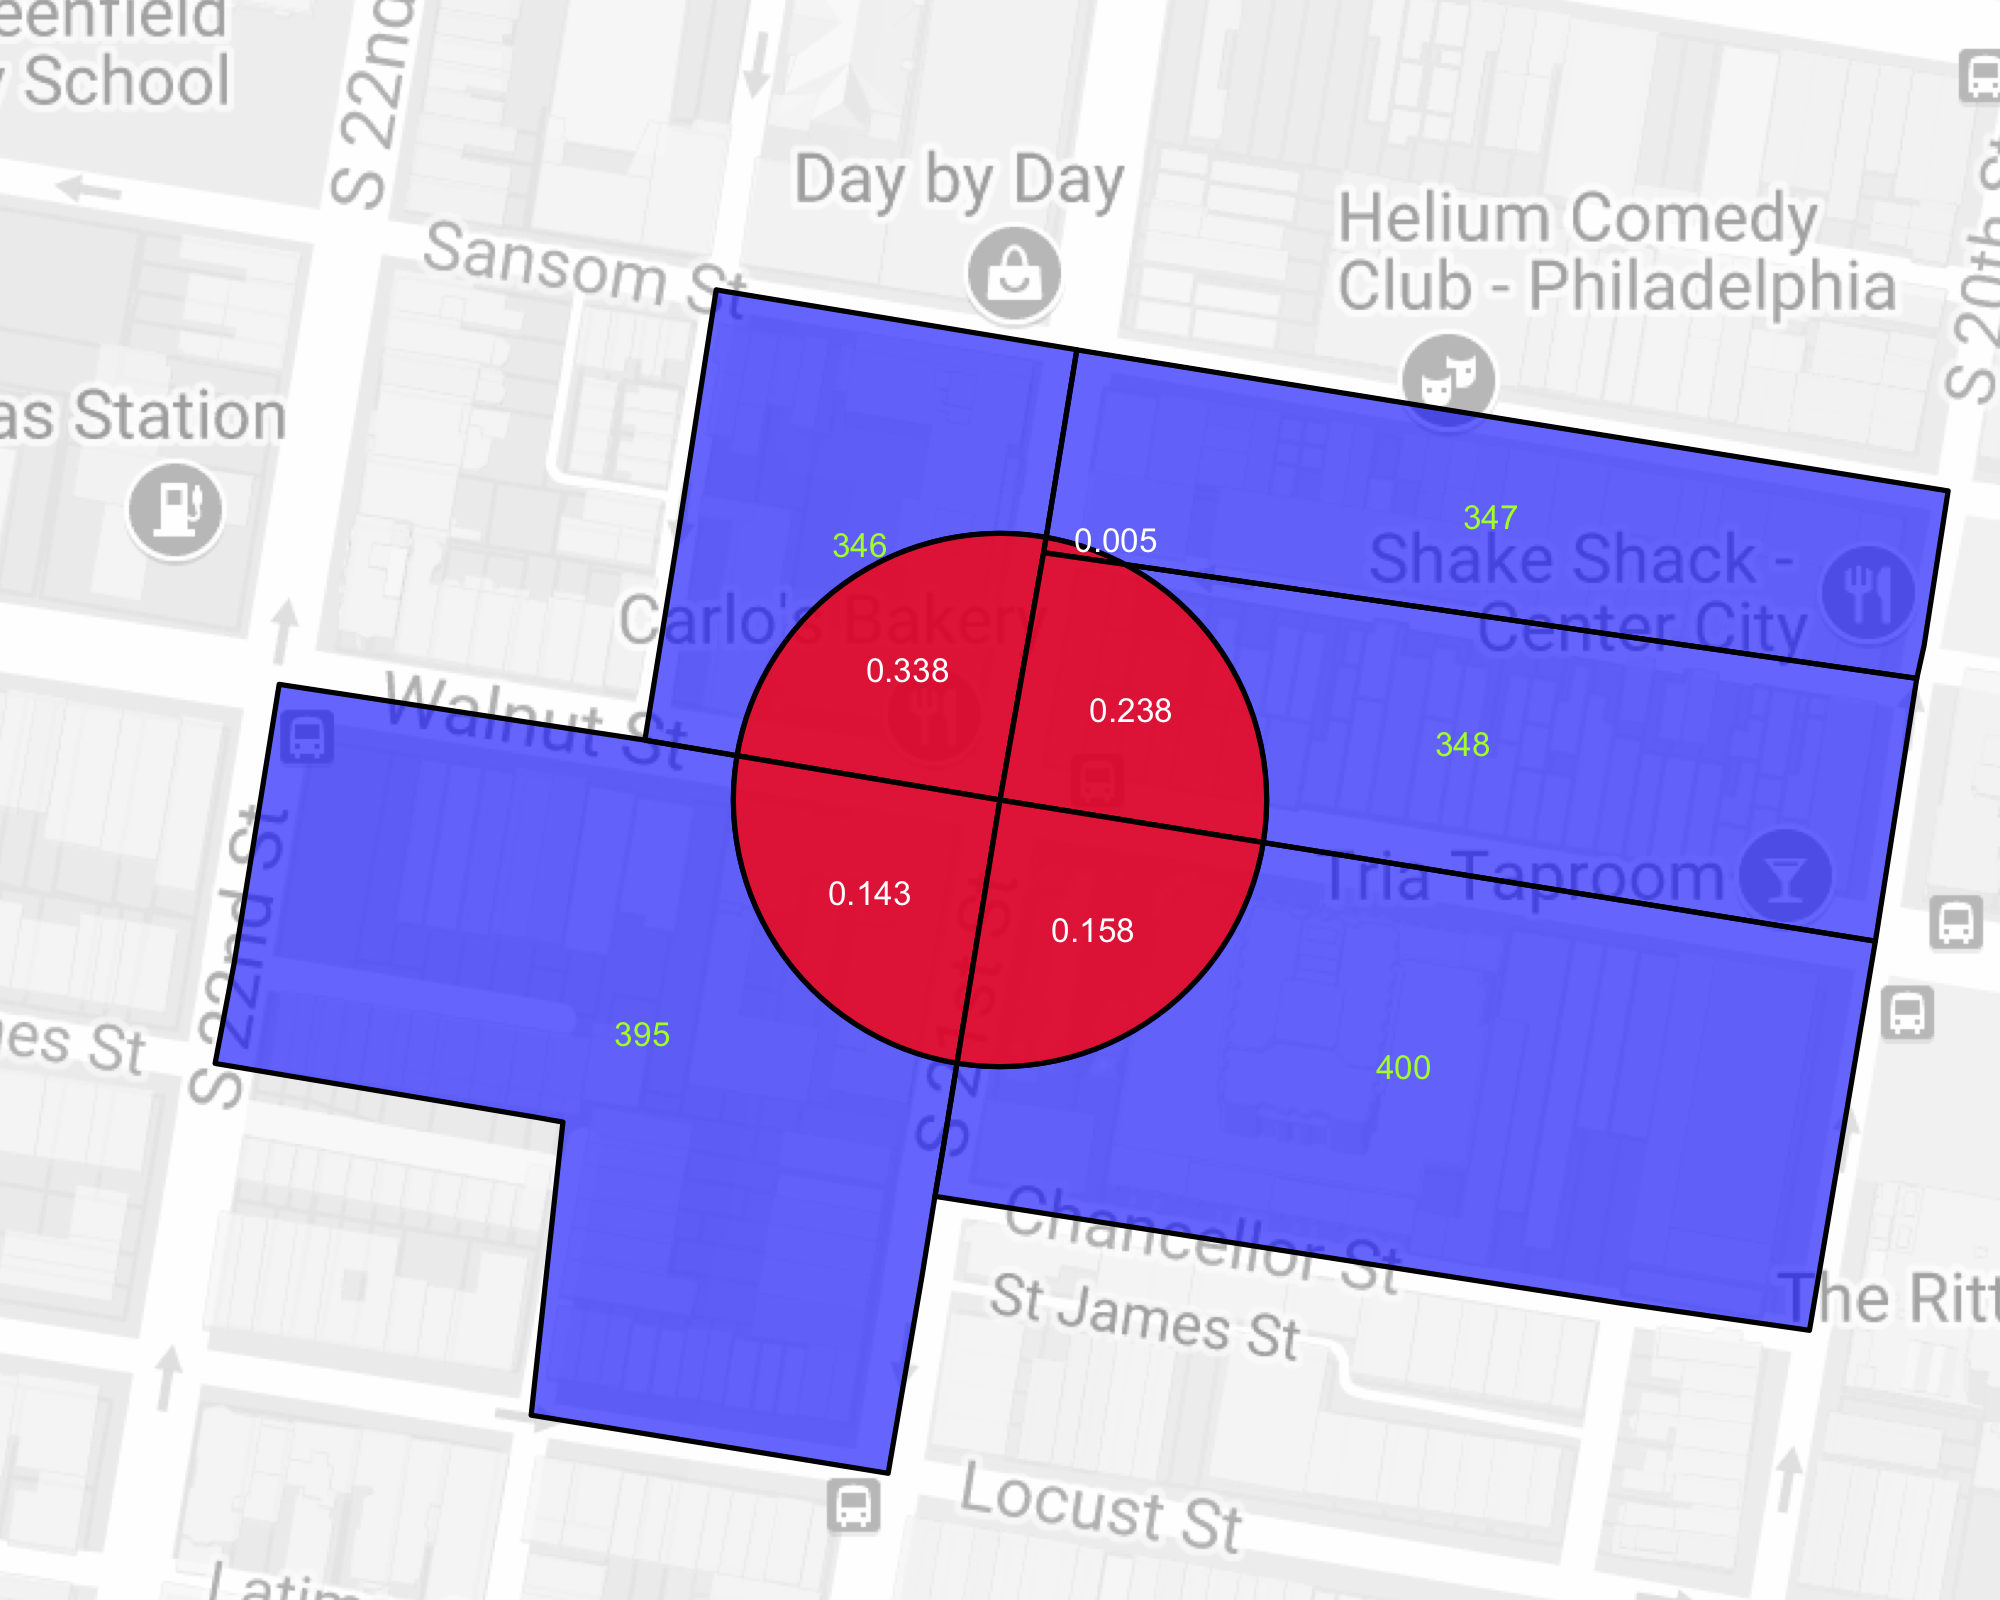 eenfield
School
S 22nd
Day by Day
Helium Comedy
Club - Philadelphia
S 20th St
Sansom St
as Station
346
347
0.005
Shake Shack -
Center City
Carlo's Bakery
0.338
0.238
Walnut St
348
S 22nd St
0.143
0.158
Tria Taproom
395
400
S 21st St
es St
Chancellor St
St James St
The Ritt
Locust St
Latim